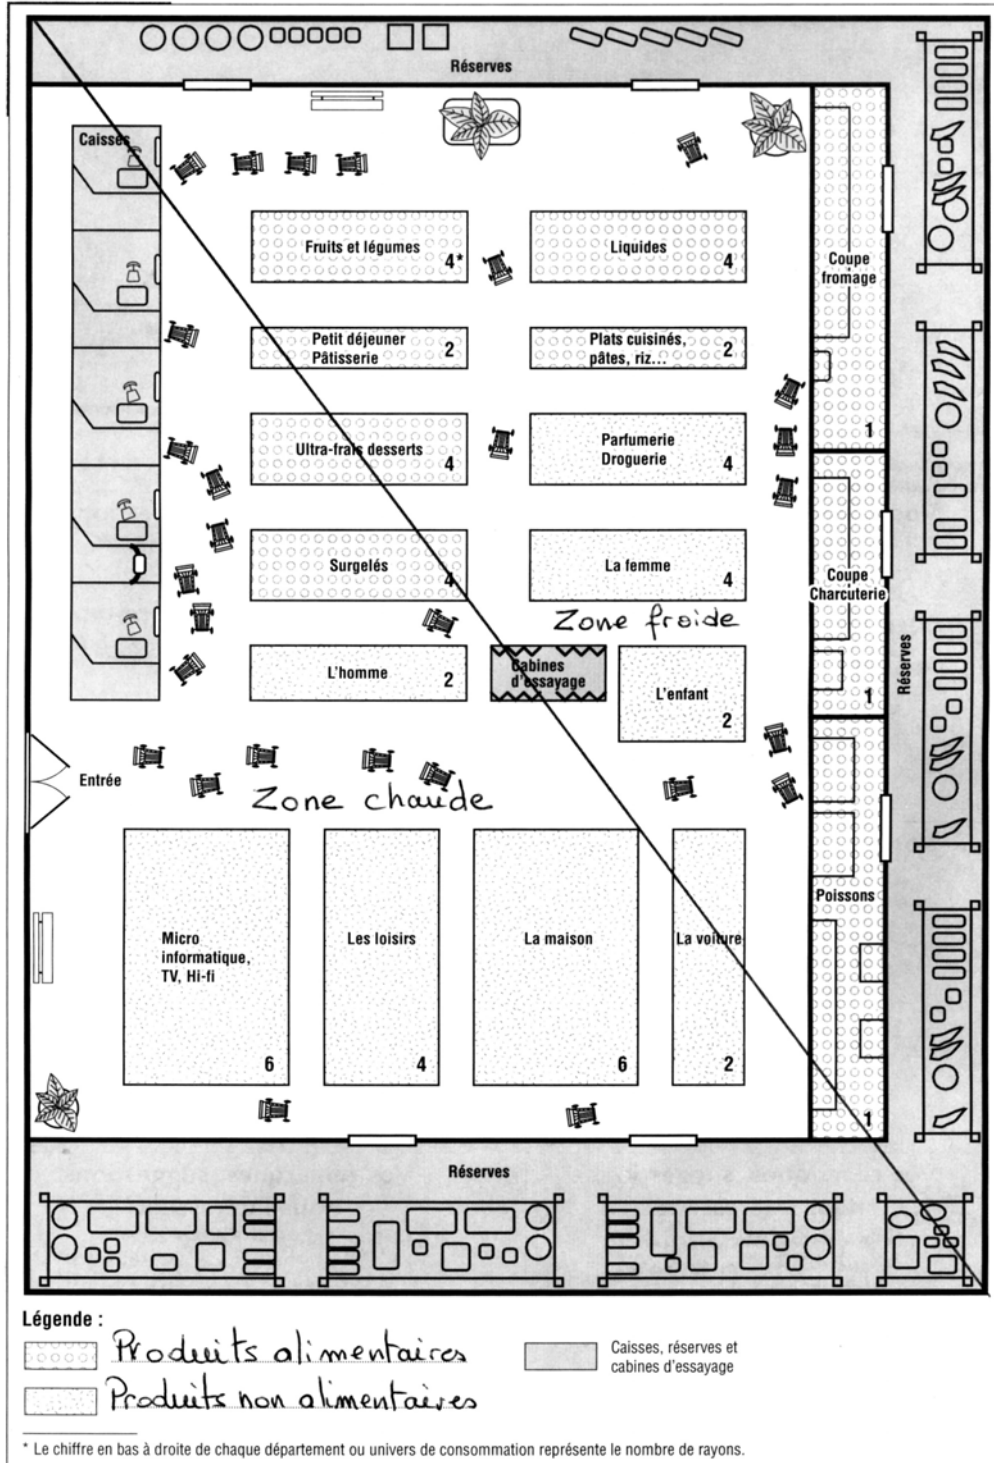 Réserves
Caisses
Fruits et légumes
4*
Liquides
4
Coupe
fromage
1
Petit déjeuner
Pâtisserie
2
Plats cuisinés,
pâtes, riz...
2
Ultra-frais desserts
4
Parfumerie
Droguerie
4
Surgelés
4
La femme
4
Coupe
Charcuterie
1
Réserves
Zone froide
L'homme
2
Cabines
d'essayage
L'enfant
2
Entrée
Zone chaude
Micro
informatique,
TV, Hi-fi
6
Les loisirs
4
La maison
6
La voiture
2
Poissons
1
Réserves
Légende :
Produits alimentaires
Caisses, réserves et
cabines d'essayage
Produits non alimentaires
* Le chiffre en bas à droite de chaque département ou univers de consommation représente le nombre de rayons.